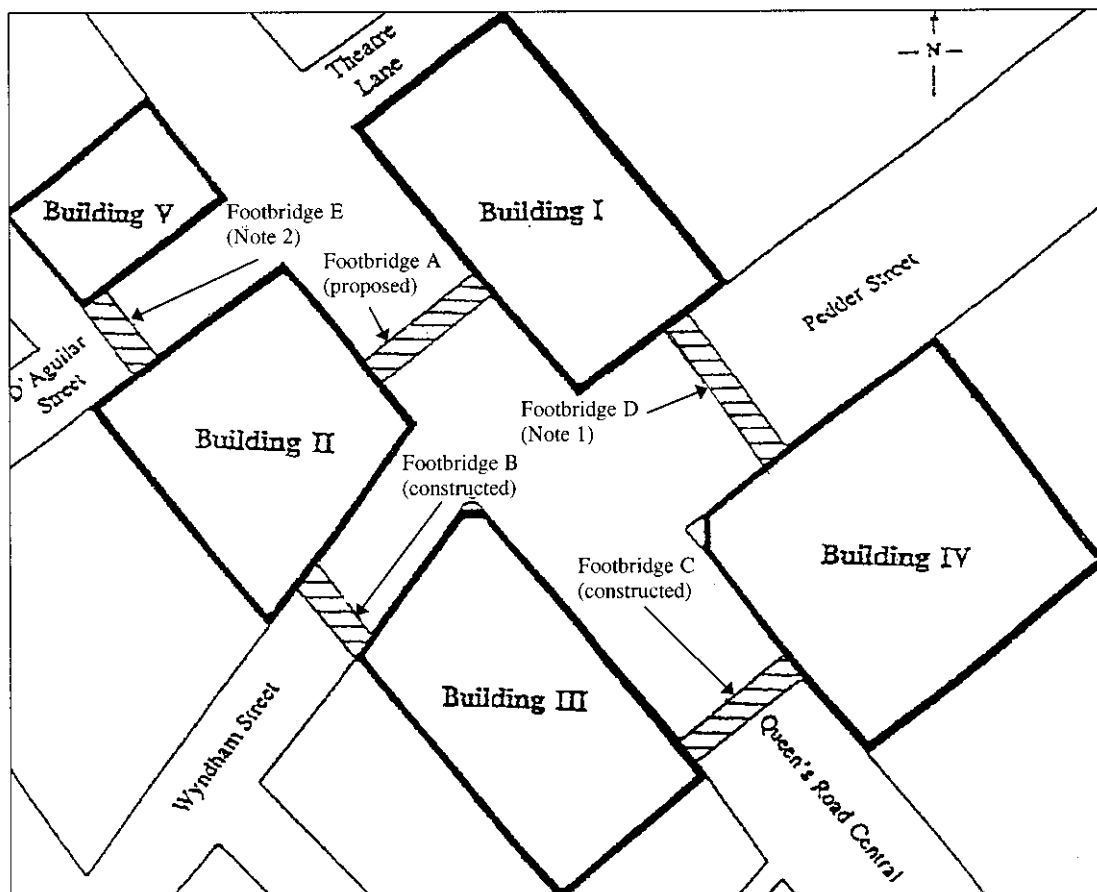 Theatre
Lane
N
Building V
Building I
Footbridge E
(Note 2)
Footbridge A
(proposed)
Pedder Street
D'Aguilar
Street
Building II
Footbridge D
(Note 1)
Footbridge B
(constructed)
Footbridge C
(constructed)
Building IV
Building III
Wyndham Street
Queen's Road Central